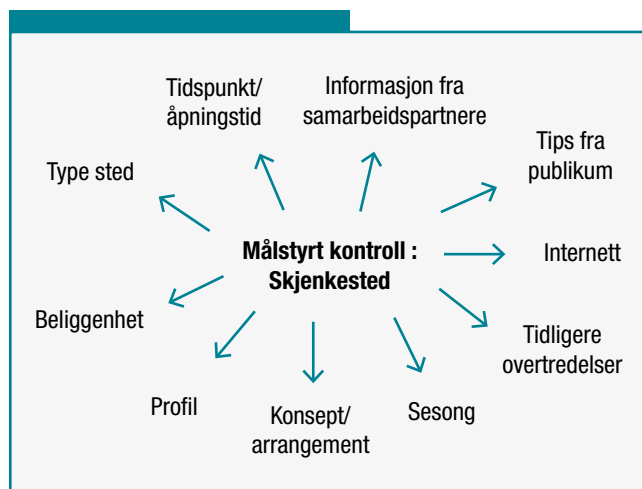 Tidspunkt/
åpningstid
Informasjon fra
samarbeidspartnere
Tips fra
publikum
Type sted
Målstyrt kontroll :
Skjenkested
Internett
Beliggenhet
Tidligere
overtredelser
Profil
Konsept/
arrangement
Sesong